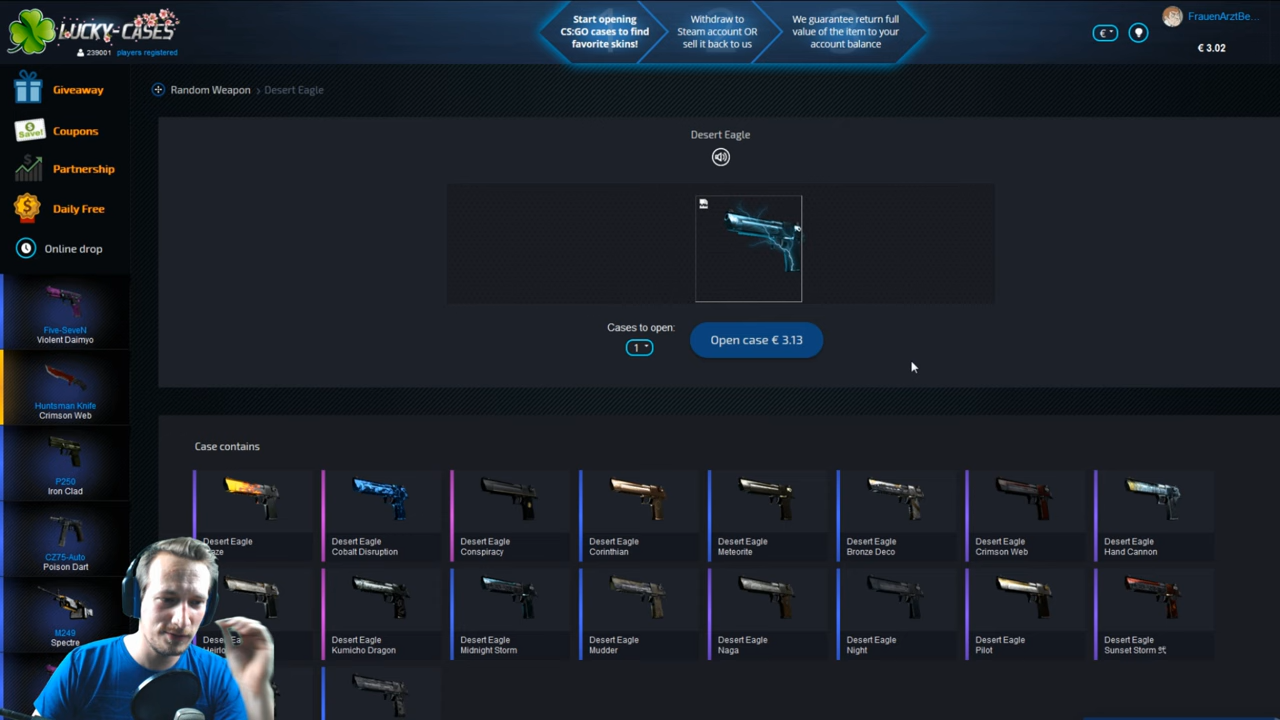 LUCKY-CASES
239001 players registered
Start opening
CS:GO cases to find
favorite skins!
Withdraw to
Steam account OR
sell it back to us
We guarantee return full
value of the item to your
account balance
€
FrauenArztBe...
€ 3.02
Giveaway
Save!
Coupons
Partnership
Daily Free
Online drop
Five-SeveN
Violent Daimyo
Huntsman Knife
Crimson Web
P250
Iron Clad
CZ75-Auto
Poison Dart
M249
Spectre
Random Weapon > Desert Eagle
Desert Eagle
Cases to open:
1
Open case € 3.13
Case contains
Desert Eagle
Desert Eagle
Cobalt Disruption
Desert Eagle
Conspiracy
Desert Eagle
Corinthian
Desert Eagle
Meteorite
Desert Eagle
Bronze Deco
Desert Eagle
Crimson Web
Desert Eagle
Hand Cannon
Desert Ea
Heirlo
Desert Eagle
Kumicho Dragon
Desert Eagle
Midnight Storm
Desert Eagle
Mudder
Desert Eagle
Naga
Desert Eagle
Night
Desert Eagle
Pilot
Desert Eagle
Sunset Storm 弐